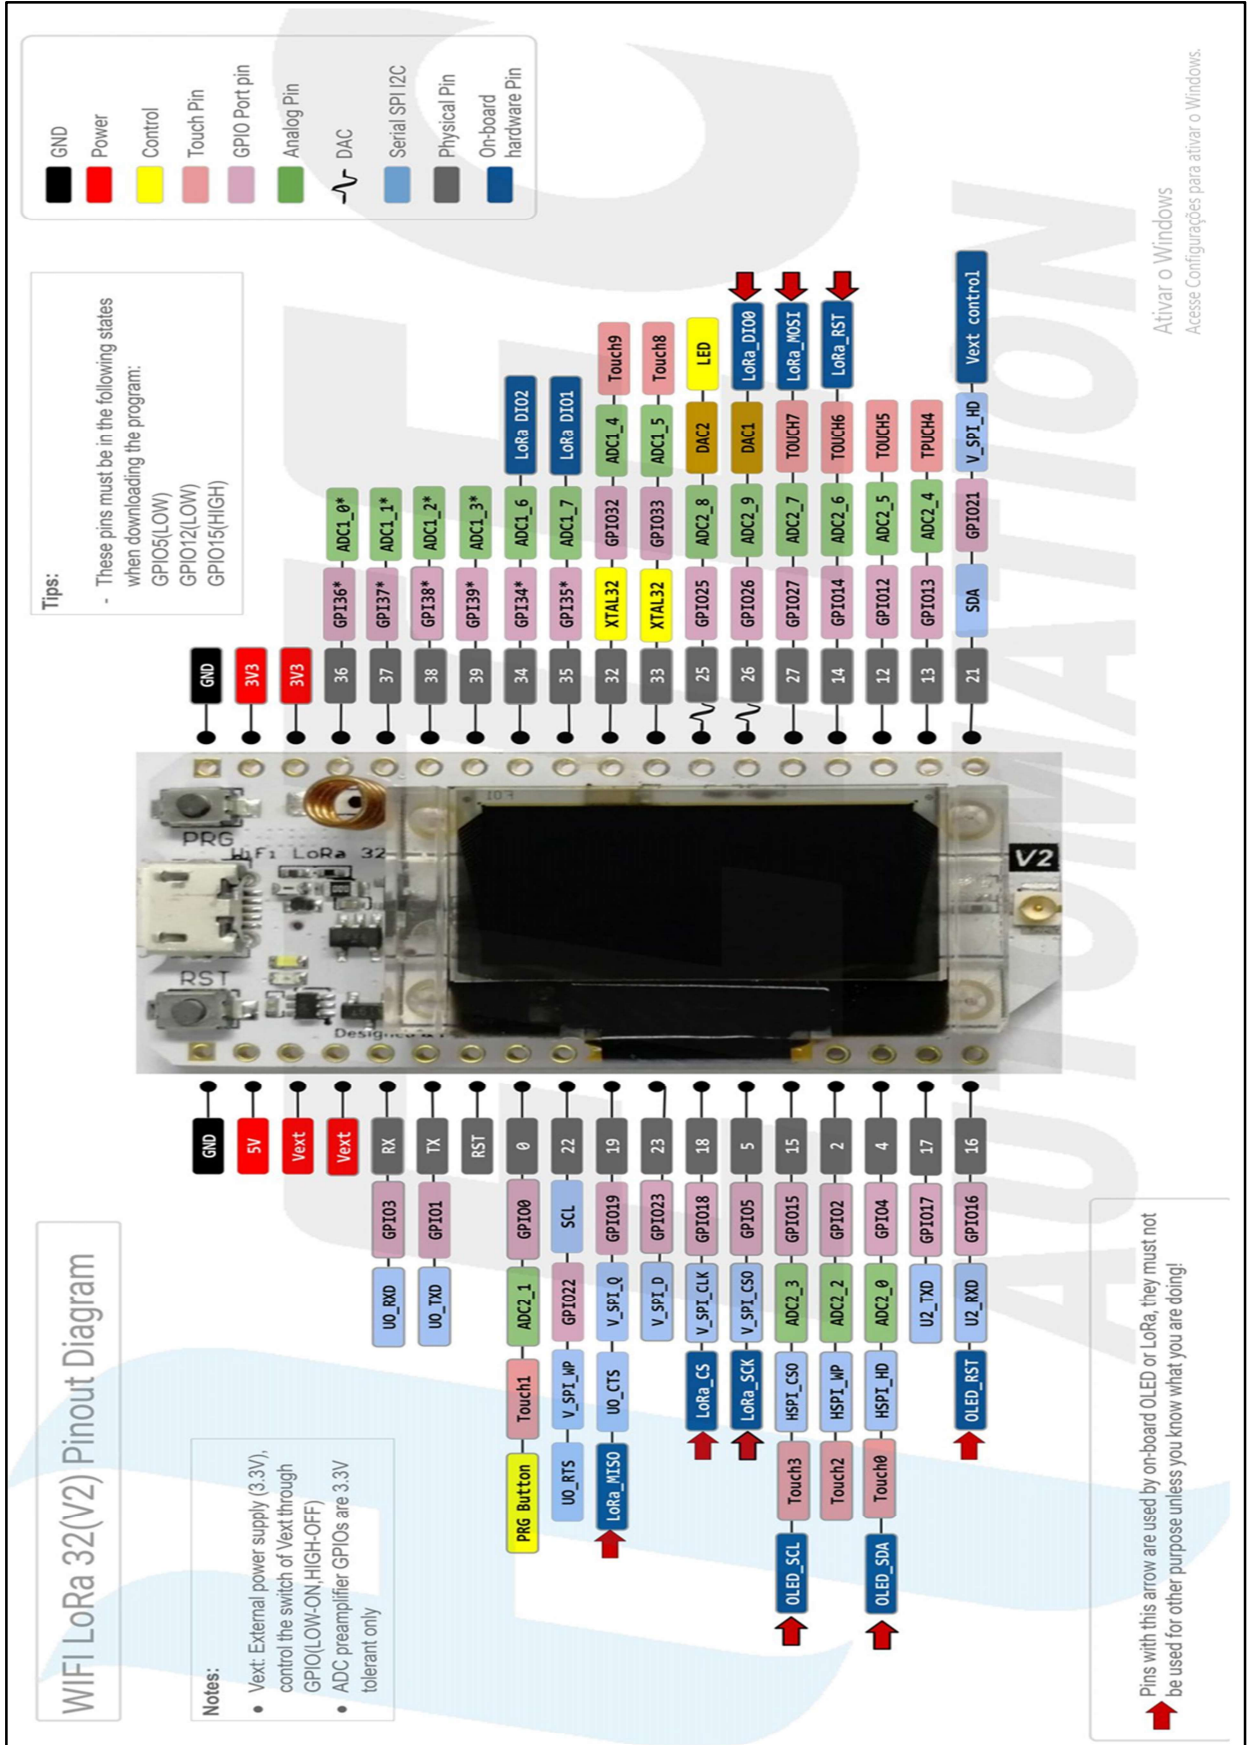 WIFI LoRa 32(V2) Pinout Diagram
Notes:
Vext: External power supply (3.3V),
control the switch of Vext through
GPIO(LOW-ON,HIGH-OFF)
ADC preamplifier GPIOs are 3.3V
tolerant only
Tips:
- These pins must be in the following states
when downloading the program:
GPIO5(LOW)
GPIO12(LOW)
GPIO15(HIGH)
GND
Power
Control
Touch Pin
GPIO Port pin
Analog Pin
DAC
Serial SPI I2C
Physical Pin
On-board
hardware Pin
GND
5V
Vext
Vext
U0_RXD GPIO3 RX
U0_TXD GPIO1 TX
RST
PRG Button Touch1 ADC2_1 GPIO0 0
U0_RTS V_SPI_WP GPIO22 SCL 22
LoRa_MISO U0_CTS V_SPI_Q GPIO19 19
V_SPI_D GPIO23 23
LoRa_CS V_SPI_CLK GPIO18 18
LoRa_SCK V_SPI_CS0 GPIO5 5
OLED_SCL Touch3 HSPI_CS0 ADC2_3 GPIO15 15
Touch2 HSPI_WP ADC2_2 GPIO2 2
OLED_SDA Touch0 HSPI_HD ADC2_0 GPIO4 4
U2_TXD GPIO17 17
OLED_RST U2_RXD GPIO16 16
RST
PRG
HiFi LoRa 32
V2
GND
3V3
3V3
36 GPI36* ADC1_0*
37 GPI37* ADC1_1*
38 GPI38* ADC1_2*
39 GPI39* ADC1_3*
34 GPI34* ADC1_6 LoRa DIO2
35 GPI35* ADC1_7 LoRa DIO1
32 XTAL32 GPIO32 ADC1_4 Touch9
33 XTAL32 GPIO33 ADC1_5 Touch8
25 GPIO25 ADC2_8 DAC2 LED
26 GPIO26 ADC2_9 DAC1 LoRa_DIO0
27 GPIO27 ADC2_7 TOUCH7 LoRa_MOSI
14 GPIO14 ADC2_6 TOUCH6 LoRa_RST
12 GPIO12 ADC2_5 TOUCH5
13 GPIO13 ADC2_4 TPUCH4
21 SDA GPIO21 V_SPI_HD Vext control
Pins with this arrow are used by on-board OLED or LoRa, they must not
be used for other purpose unless you know what you are doing!
AUTOMATION
Ativar o Windows
Acesse Configurações para ativar o Windows.